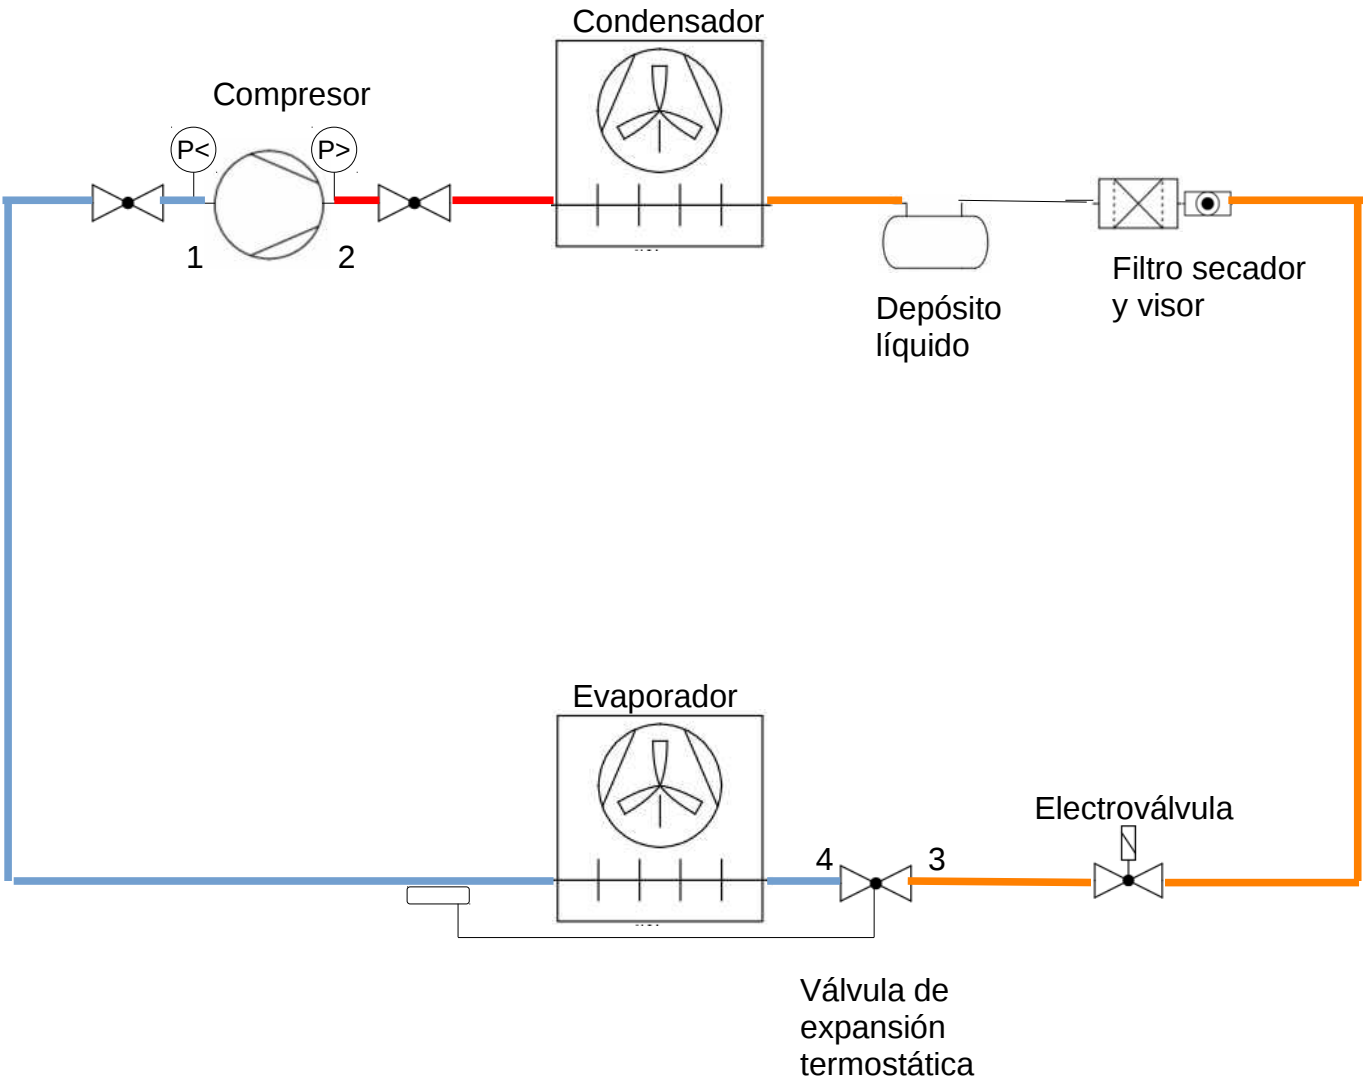 Condensador
Compresor
P<
P>
1
2
Depósito
líquido
Filtro secador
y visor
Evaporador
Electroválvula
4
3
Válvula de
expansión
termostática